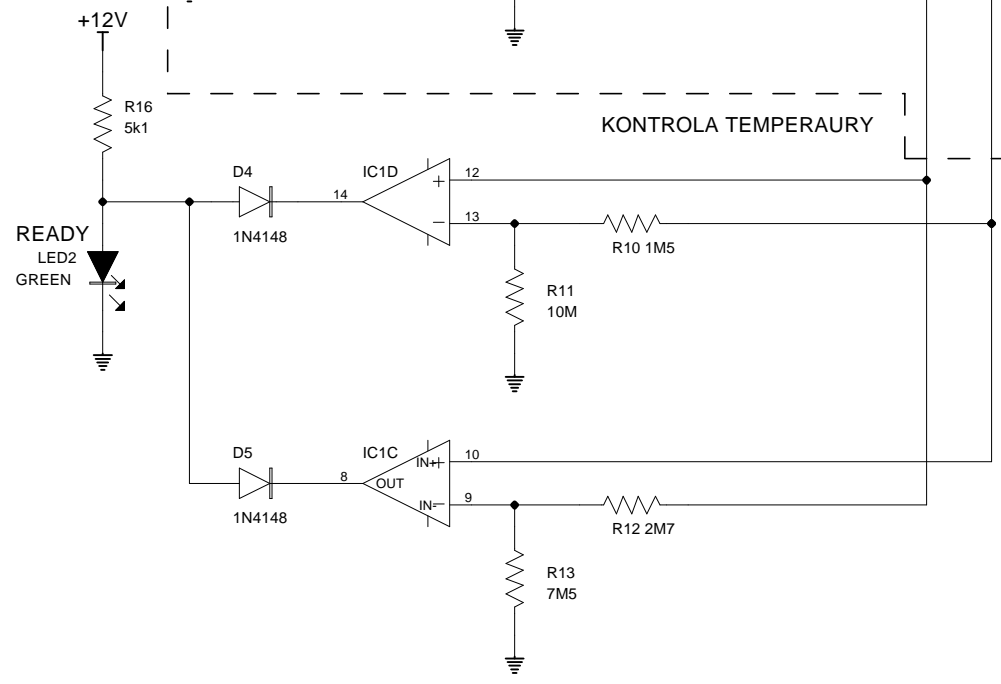 +12V
R16
5k1
KONTROLA TEMPERAURY
D4
IC1D
14
12
13
1N4148
R10 1M5
READY
LED2
GREEN
R11
10M
D5
IC1C
8
OUT
IN+
10
IN-
9
1N4148
R12 2M7
R13
7M5